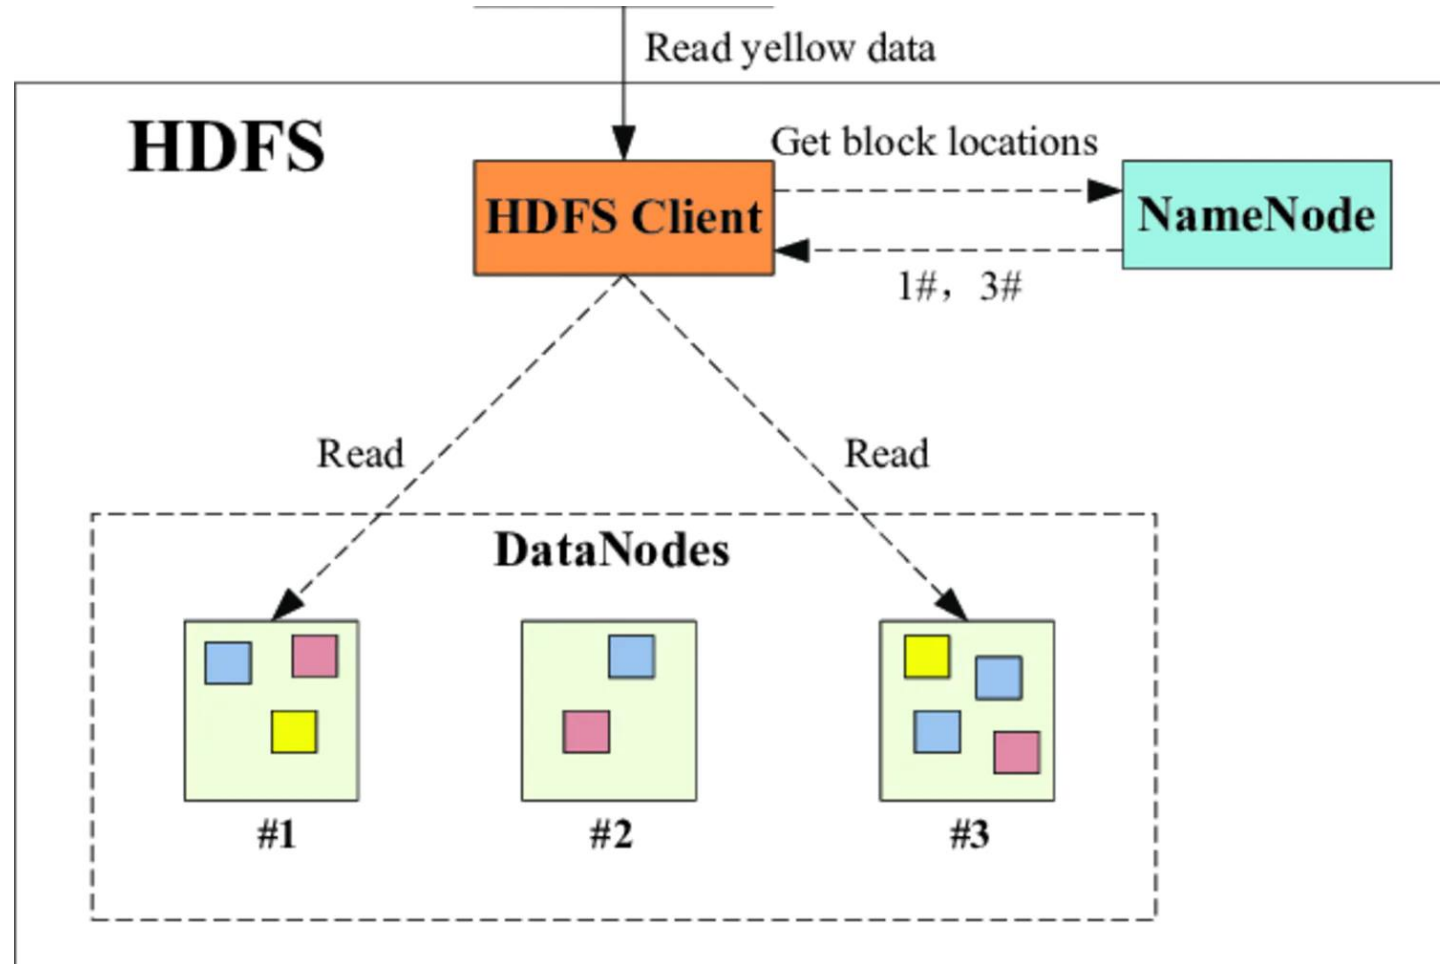 Read yellow data
HDFS
Get block locations
HDFS Client
NameNode
1#，3#
Read
Read
DataNodes
#1
#2
#3